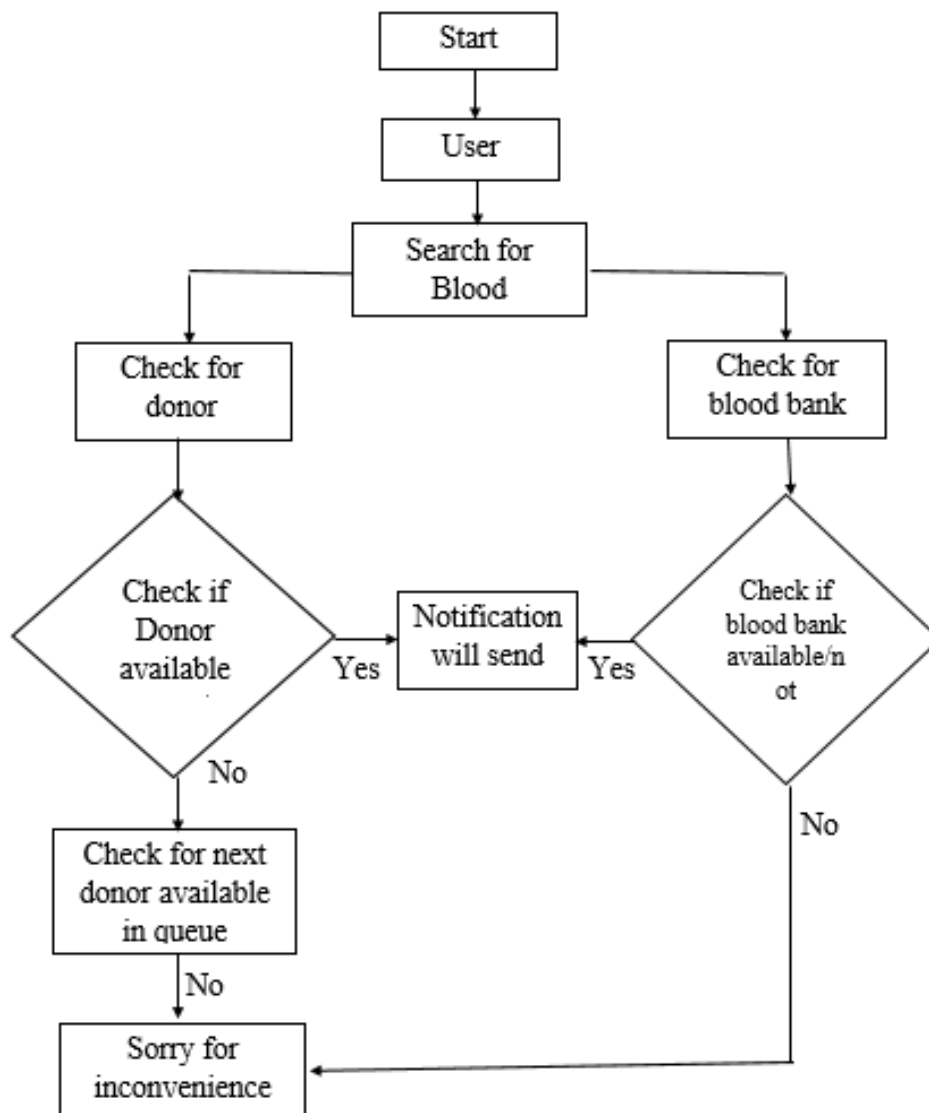 Start
User
Search for
Blood
Check for
donor
Check for
blood bank
Check if
Donor
available
Yes
Notification
will send
Yes
Check if
blood bank
available/n
ot
No
No
Check for next
donor available
in queue
No
Sorry for
inconvenience